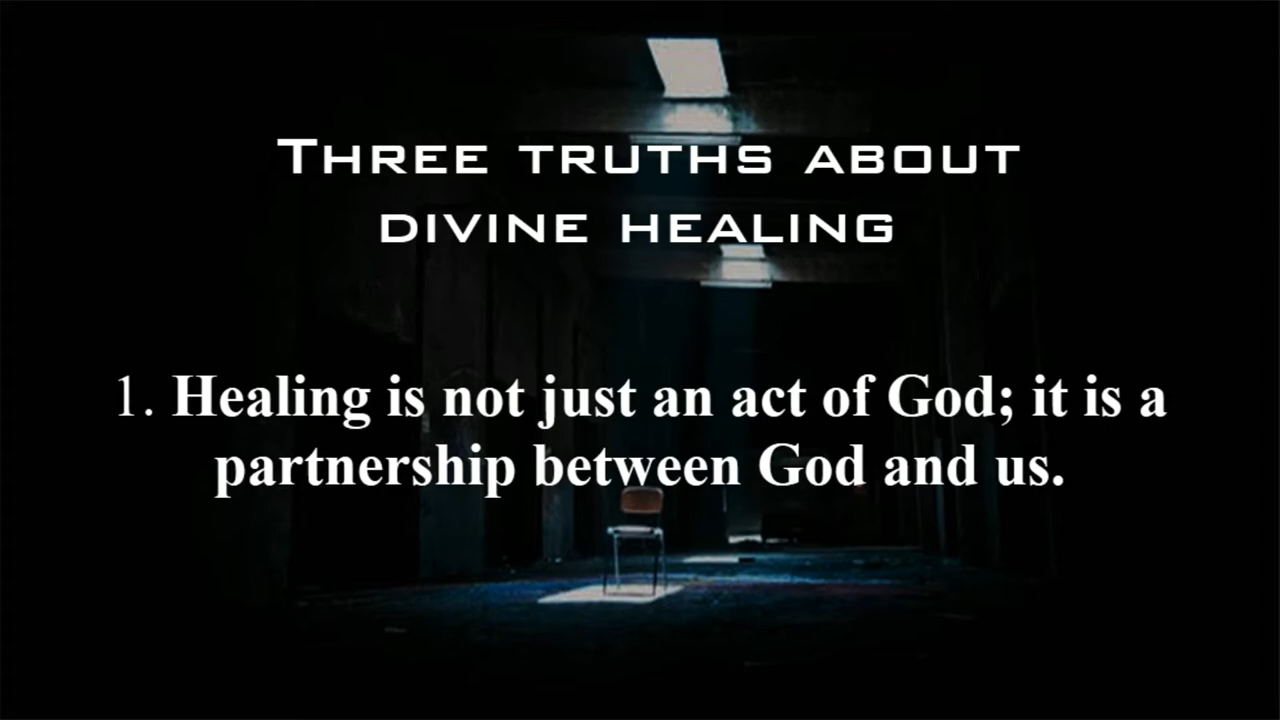 Three truths about
divine healing
1. Healing is not just an act of God; it is a
partnership between God and us.